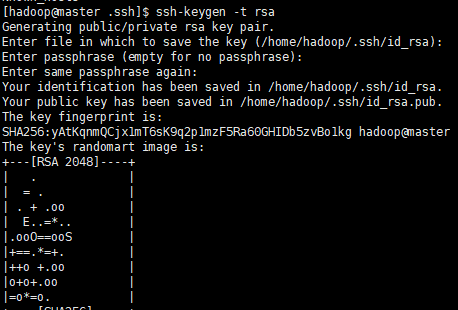 [hadoop@master .ssh]$ ssh-keygen -t rsa
Generating public/private rsa key pair.
Enter file in which to save the key (/home/hadoop/.ssh/id_rsa):
Enter passphrase (empty for no passphrase):
Enter same passphrase again:
Your identification has been saved in /home/hadoop/.ssh/id_rsa.
Your public key has been saved in /home/hadoop/.ssh/id_rsa.pub.
The key fingerprint is:
SHA256:yAtKqnmQCjx1mT6sK9q2p1mzF5Ra60GHIDb5zvBo1kg hadoop@master
The key's randomart image is:
+---[RSA 2048]----+
|   .             |
|  = .            |
| . + .oo         |
|  E..=*..        |
|.ooO==ooS        |
|+==.*=+.         |
|++o +.oo         |
|o+o+.oo          |
|=o*=o.           |